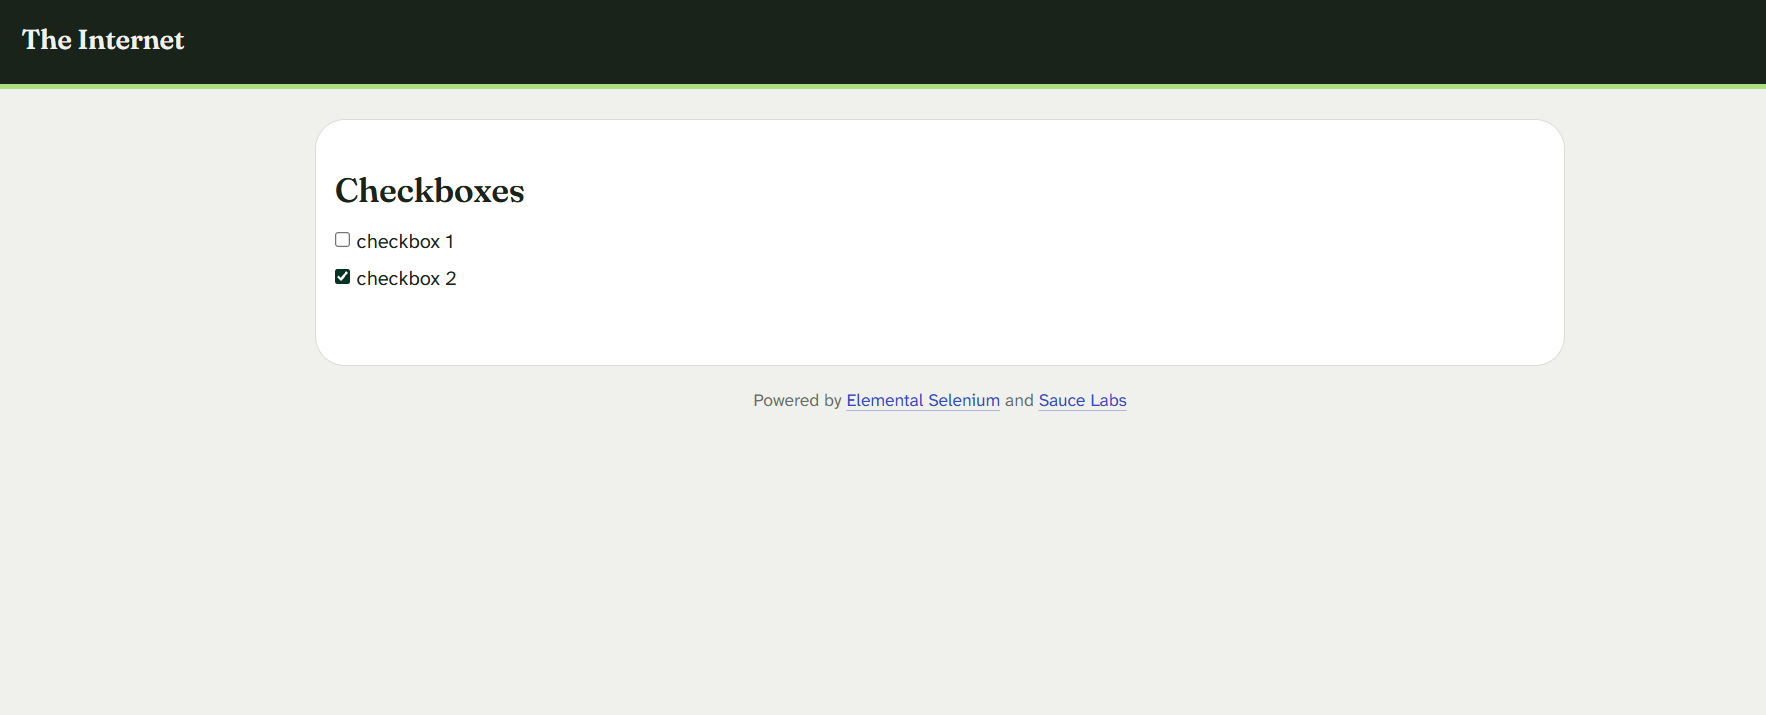 The Internet
Checkboxes
checkbox 1
checkbox 2
Powered by Elemental Selenium and Sauce Labs